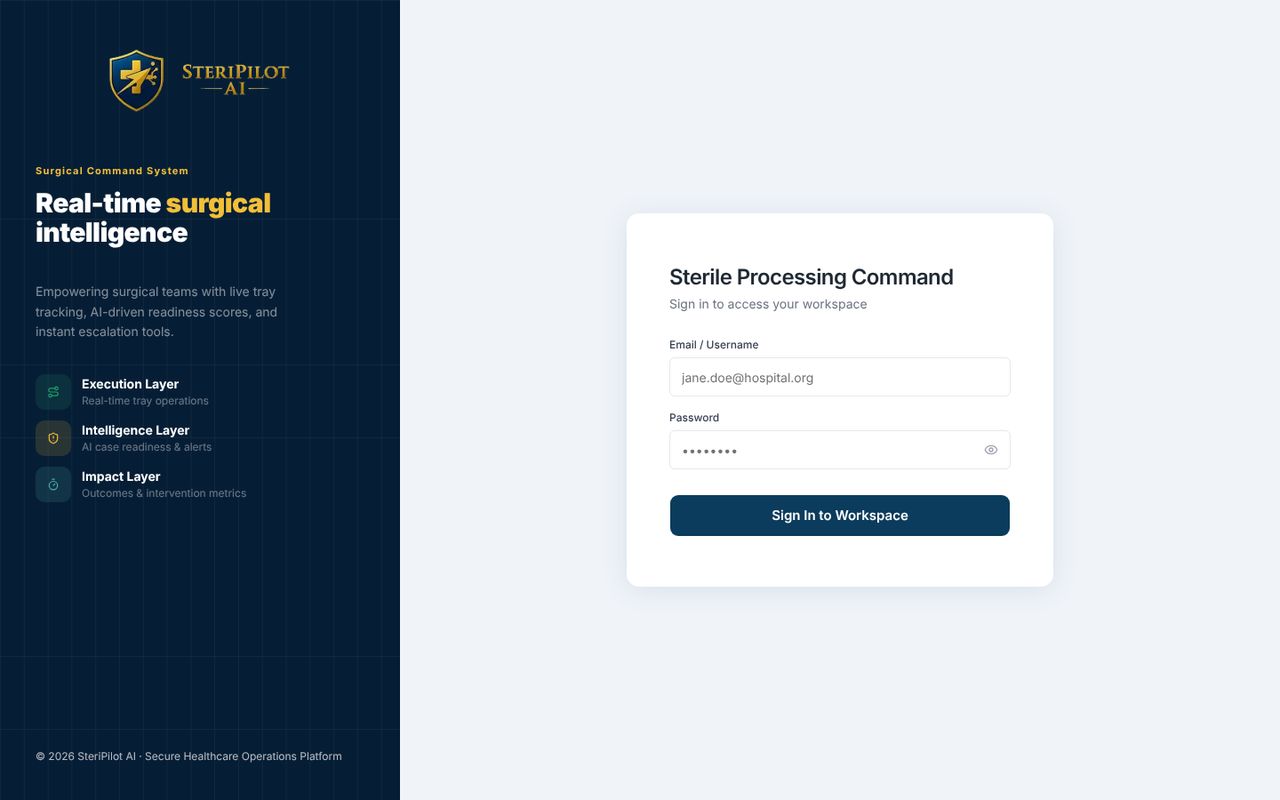 STERIPILOT
AI
Surgical Command System
Real-time surgical
intelligence
Empowering surgical teams with live tray
tracking, AI-driven readiness scores, and
instant escalation tools.
Execution Layer
Real-time tray operations
Intelligence Layer
AI case readiness & alerts
Impact Layer
Outcomes & intervention metrics
© 2026 SteriPilot AI · Secure Healthcare Operations Platform
Sterile Processing Command
Sign in to access your workspace
Email / Username
jane.doe@hospital.org
Password
••••••••
Sign In to Workspace